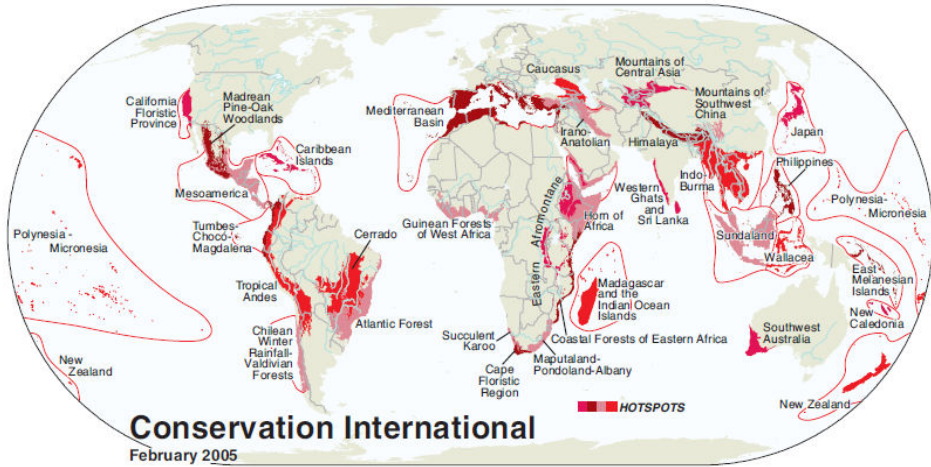 Caucasus
Mountains of
Central Asia
California
Floristic
Province
Madrean
Pine-Oak
Woodlands
Mediterranean
Basin
Mountains of
Southwest
China
Caribbean
Islands
Irano-
Anatolian
Himalaya
Japan
Mesoamerica
Indo-
Burma
Philippines
Western
Ghats
and
Sri Lanka
Polynesia -
Micronesia
Polynesia-
Micronesia
Tumbes-
Chocó-
Magdalena
Cerrado
Guinean Forests
of West Africa
Eastern Afromontane
Horn of
Africa
Sundaland
Wallacea
East
Melanesian
Islands
Tropical
Andes
Madagascar
and the
Indian Ocean
Islands
New
Caledonia
Chilean
Winter
Rainfall-
Valdivian
Forests
Atlantic Forest
Succulent
Karoo
Coastal Forests of Eastern Africa
Southwest
Australia
New
Zealand
Cape
Floristic
Region
Maputaland-
Pondoland-Albany
HOTSPOTS
New Zealand
Conservation International
February 2005